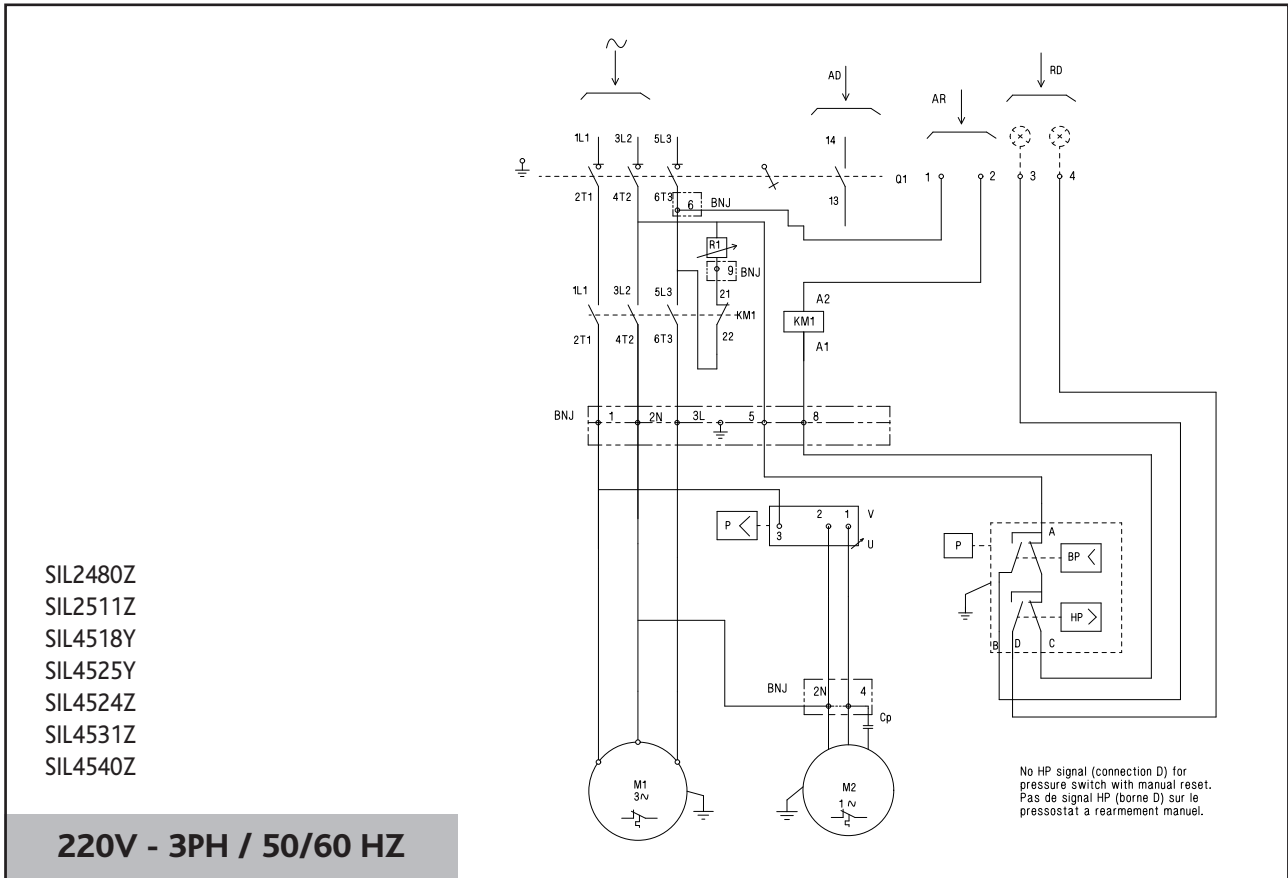 RD
AD
AR
1L1 3L2 5L3
14
Q1 1 2 3 4
2T1 4T2 6T3
13
6 BNJ
R1
9 BNJ
1L1 3L2 5L3 21
A2
KM1
KM1
2T1 4T2 6T3 22
A1
BNJ 1 2N 3L 5 8
P < 3 2 1 V
U
A
P
BP <
HP >
B D C
BNJ 2N 4
Cp
M1
3~
M2
1~
SIL2480Z
SIL2511Z
SIL4518Y
SIL4525Y
SIL4524Z
SIL4531Z
SIL4540Z
No HP signal (connection D) for
pressure switch with manual reset.
Pas de signal HP (borne D) sur le
pressostat a rearmement manuel.
220V - 3PH / 50/60 HZ